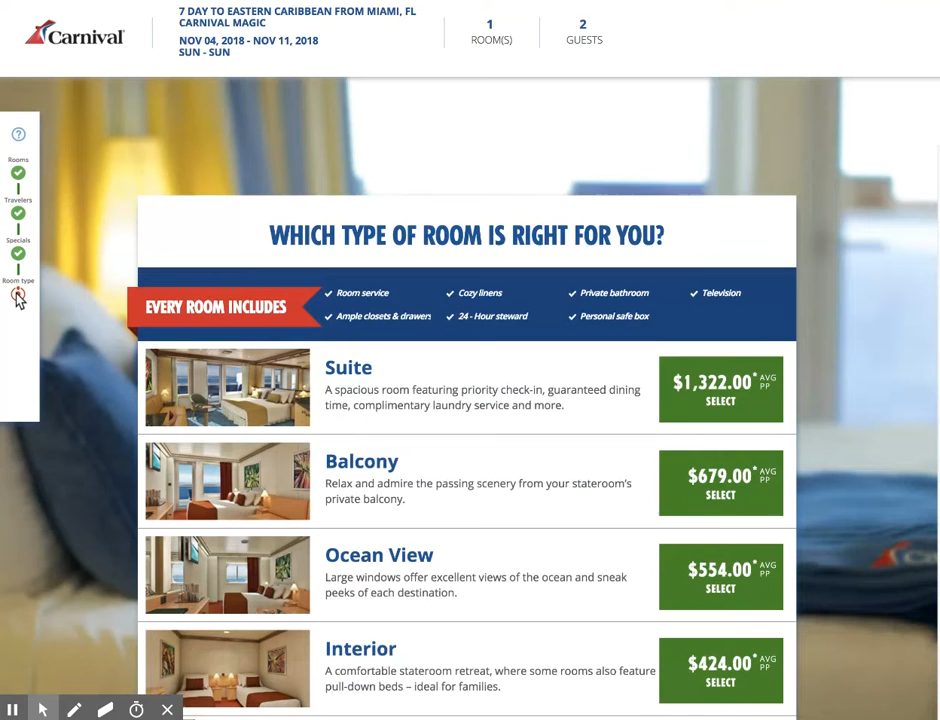 Carnival
7 DAY TO EASTERN CARIBBEAN FROM MIAMI, FL
CARNIVAL MAGIC
NOV 04, 2018 - NOV 11, 2018
SUN - SUN
1
ROOM(S)
2
GUESTS
?
Rooms
Travelers
Specials
Room type
WHICH TYPE OF ROOM IS RIGHT FOR YOU?
EVERY ROOM INCLUDES
Room service
Cozy linens
Private bathroom
Television
Ample closets & drawers
24 - Hour steward
Personal safe box
Suite
A spacious room featuring priority check-in, guaranteed dining
time, complimentary laundry service and more.
$1,322.00* AVG PP
SELECT
Balcony
Relax and admire the passing scenery from your stateroom's
private balcony.
$679.00* AVG PP
SELECT
Ocean View
Large windows offer excellent views of the ocean and sneak
peeks of each destination.
$554.00* AVG PP
SELECT
Interior
A comfortable stateroom retreat, where some rooms also feature
pull-down beds – ideal for families.
$424.00* AVG PP
SELECT